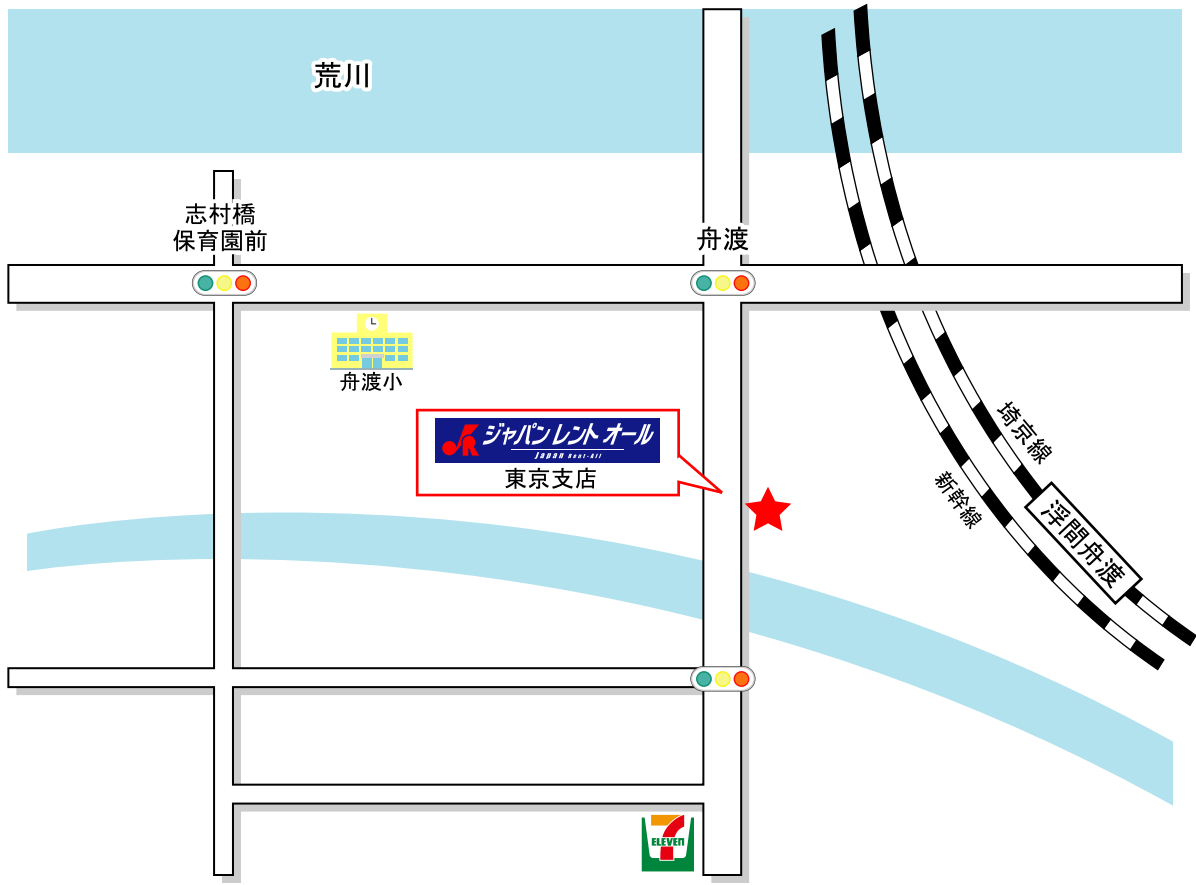 荒川
志村橋
保育園前
舟渡
舟渡小
ジャパンレントオール
Japan Rent-All
東京支店
埼京線
新幹線
浮間舟渡
7
ELEVEN